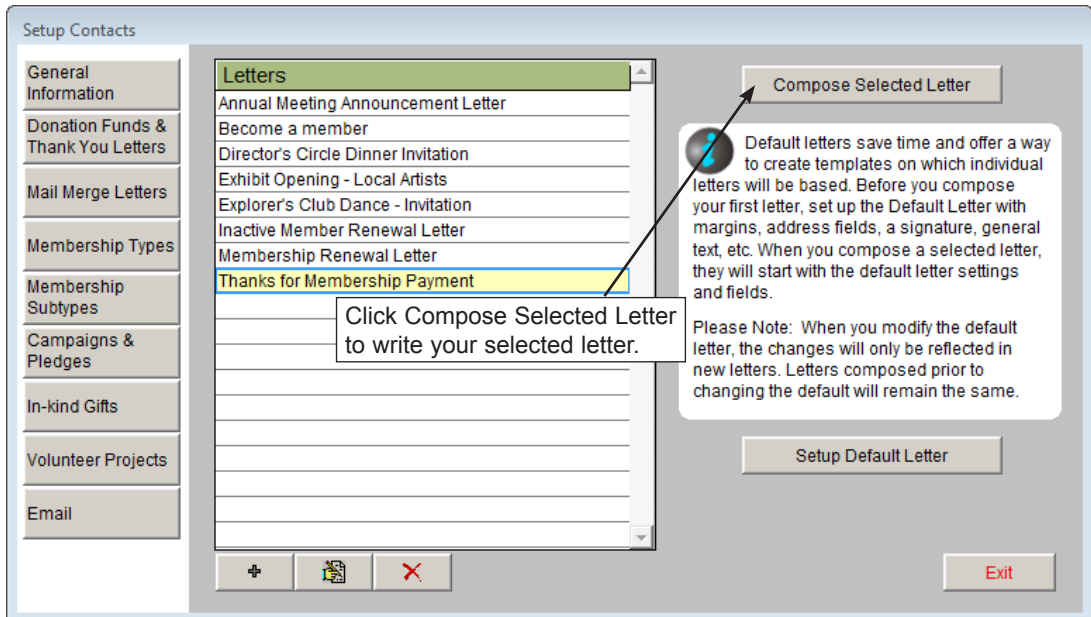 Setup Contacts
General
Information
Donation Funds &
Thank You Letters
Mail Merge Letters
Membership Types
Membership
Subtypes
Campaigns &
Pledges
In-kind Gifts
Volunteer Projects
Email
Letters
Annual Meeting Announcement Letter
Become a member
Director's Circle Dinner Invitation
Exhibit Opening - Local Artists
Explorer's Club Dance - Invitation
Inactive Member Renewal Letter
Membership Renewal Letter
Thanks for Membership Payment
Click Compose Selected Letter
to write your selected letter.
Compose Selected Letter
Default letters save time and offer a way
to create templates on which individual
letters will be based. Before you compose
your first letter, set up the Default Letter with
margins, address fields, a signature, general
text, etc. When you compose a selected letter,
they will start with the default letter settings
and fields.
Please Note: When you modify the default
letter, the changes will only be reflected in
new letters. Letters composed prior to
changing the default will remain the same.
Setup Default Letter
Exit